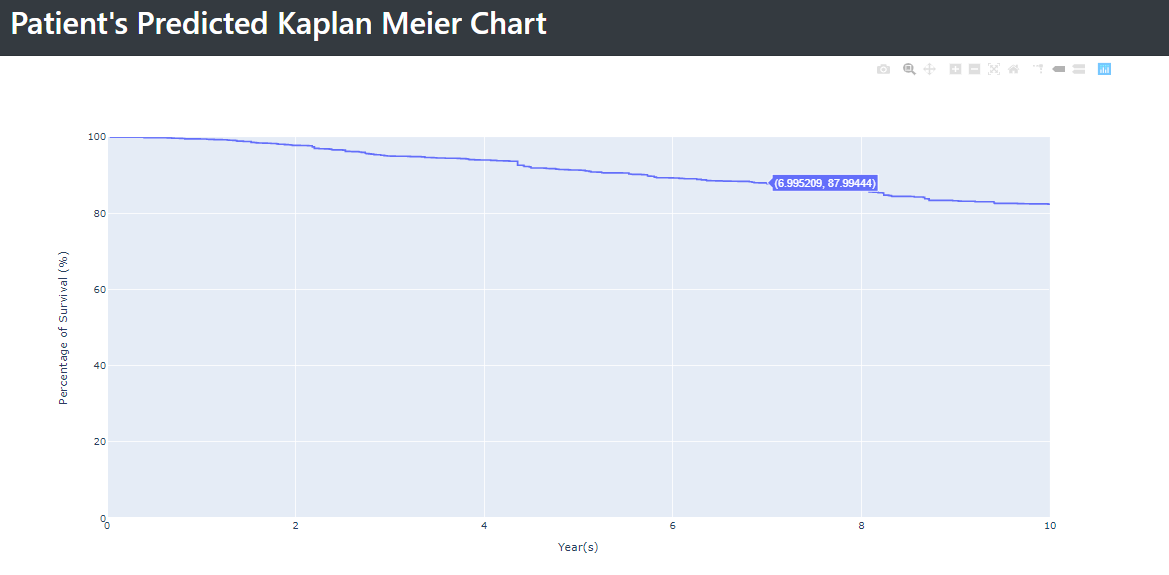 Patient's Predicted Kaplan Meier Chart
100
80
60
40
20
0
Percentage of Survival (%)
(6.995209, 87.99444)
0 2 4 6 8 10
Year(s)